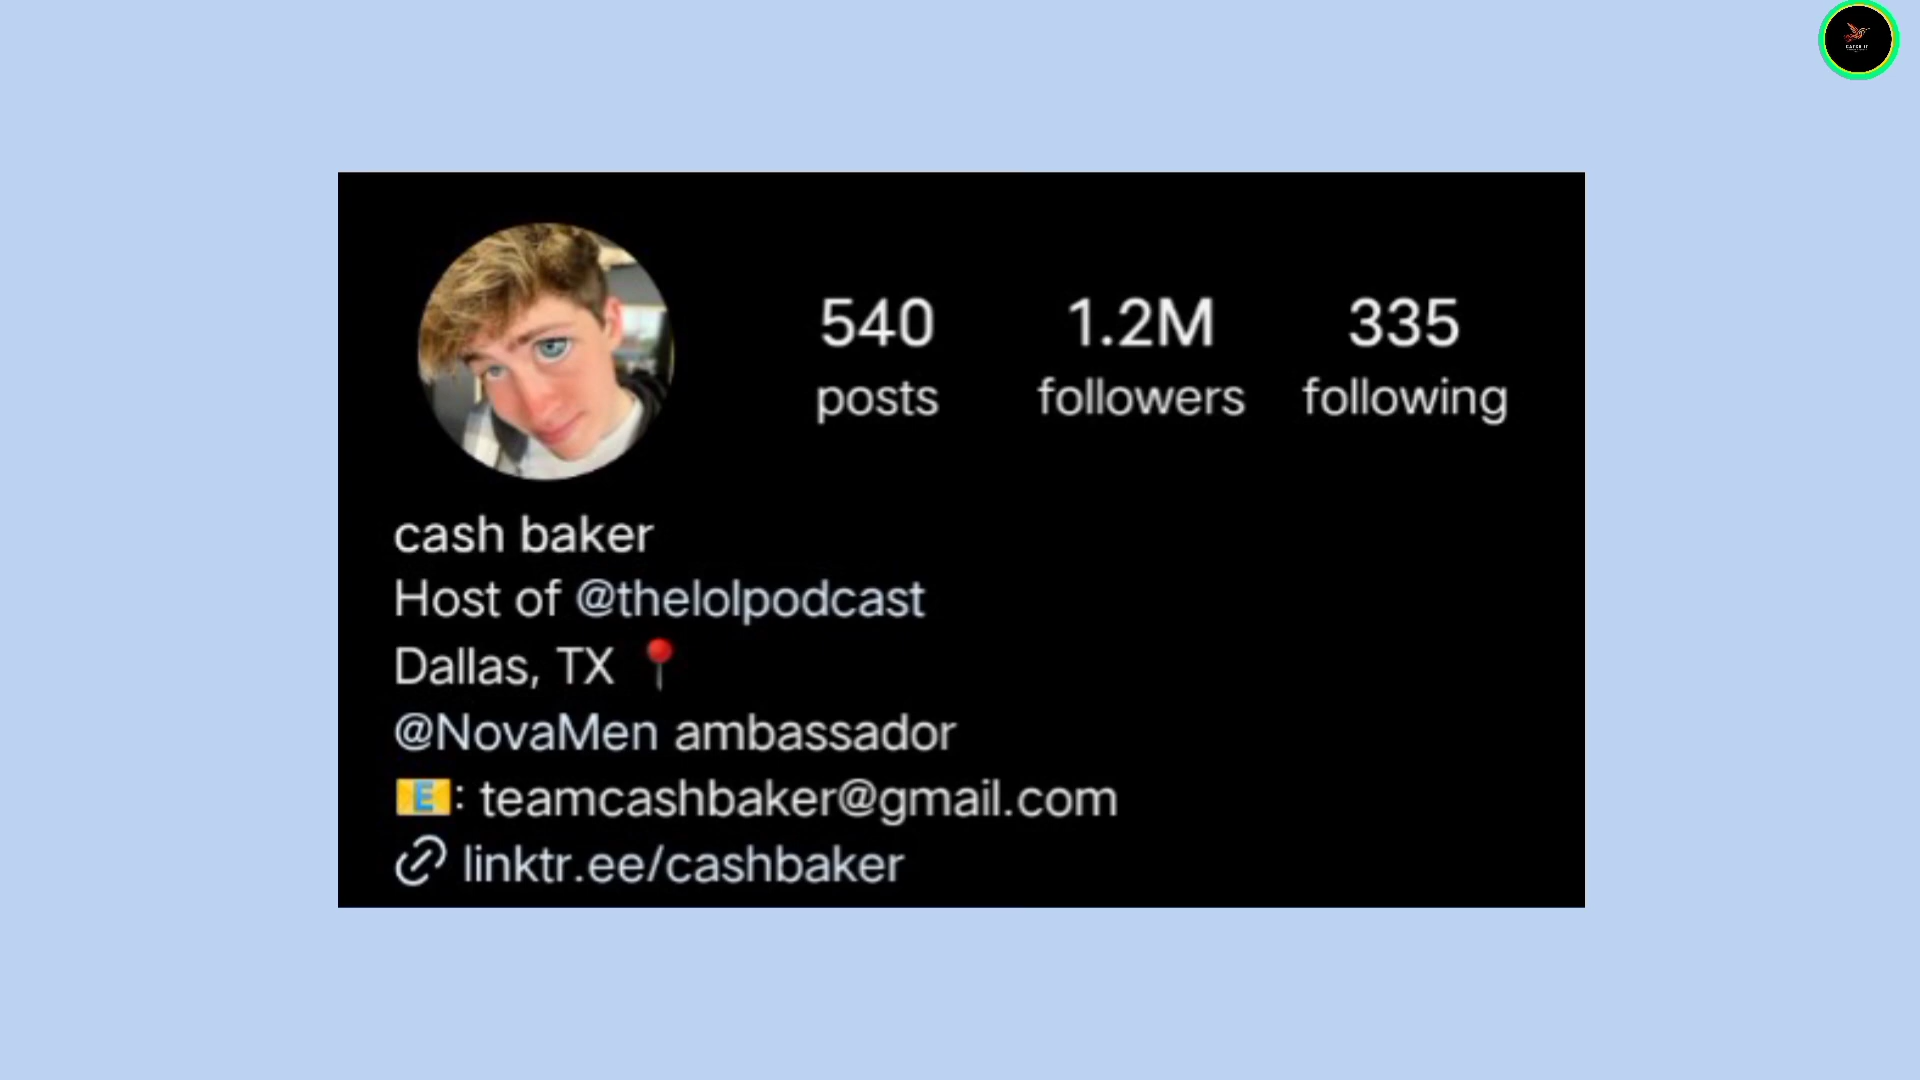 540 1.2M 335
posts followers following
cash baker
Host of @thelolpodcast
Dallas, TX 📍
@NovaMen ambassador
📧: teamcashbaker@gmail.com
linktr.ee/cashbaker